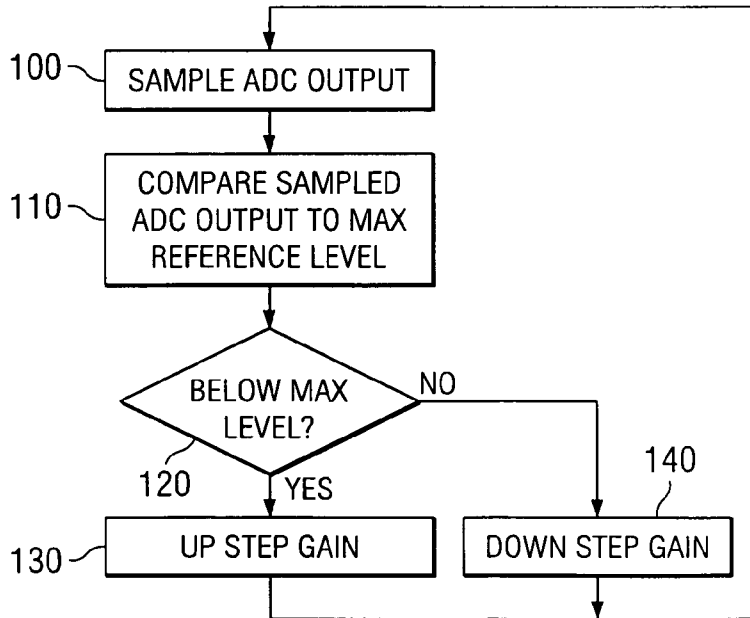 100
SAMPLE ADC OUTPUT
110
COMPARE SAMPLED
ADC OUTPUT TO MAX
REFERENCE LEVEL
BELOW MAX
LEVEL?
NO
120
YES
140
130
UP STEP GAIN
DOWN STEP GAIN